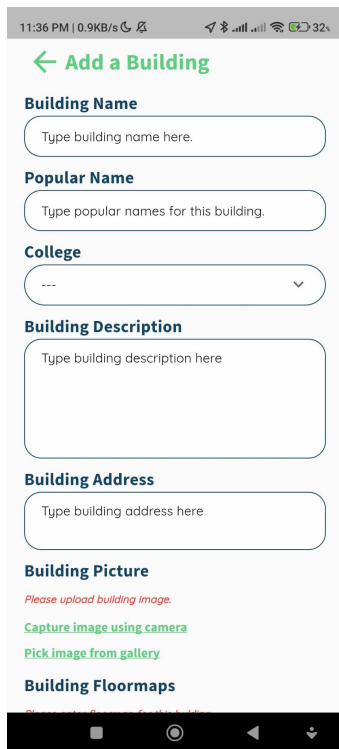 11:36 PM | 0.9KB/s 32%
Add a Building
Building Name
Type building name here.
Popular Name
Type popular names for this building.
College
---
Building Description
Type building description here
Building Address
Type building address here
Building Picture
Please upload building image.
Capture image using camera
Pick image from gallery
Building Floormaps